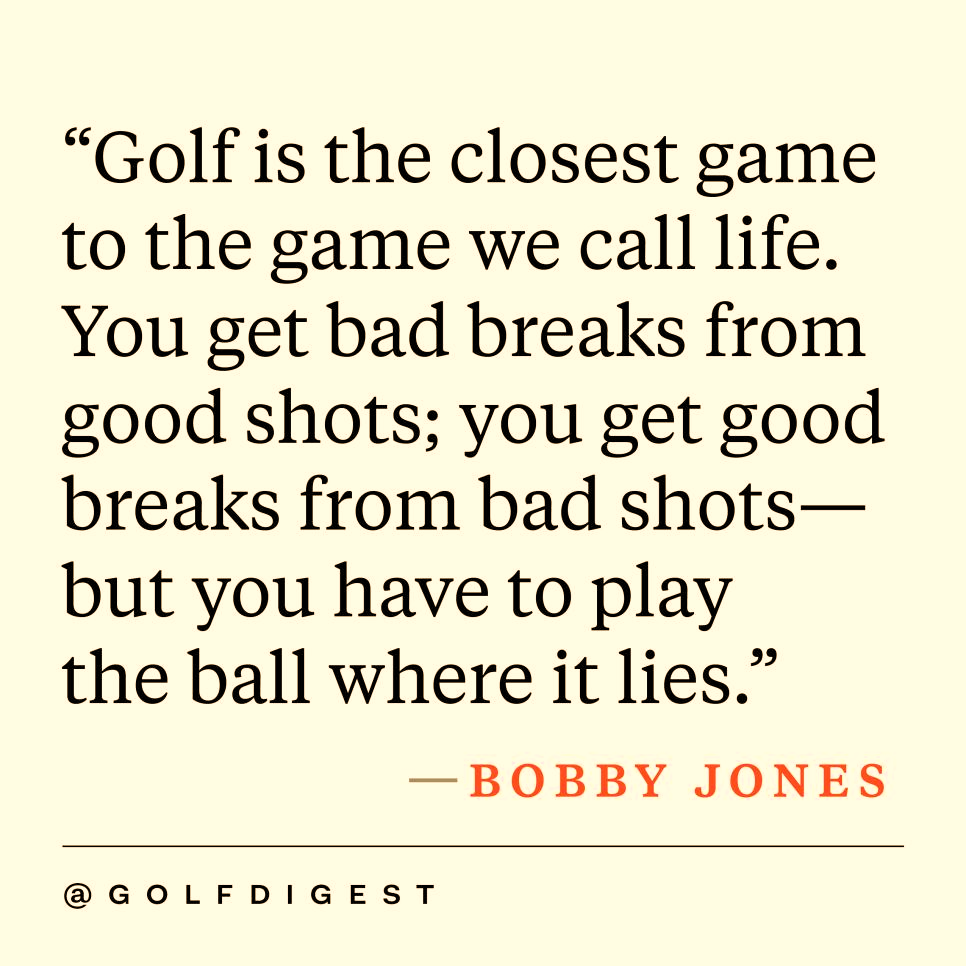 “Golf is the closest game
to the game we call life.
You get bad breaks from
good shots; you get good
breaks from bad shots—
but you have to play
the ball where it lies.”
—BOBBY JONES
@GOLFDIGEST